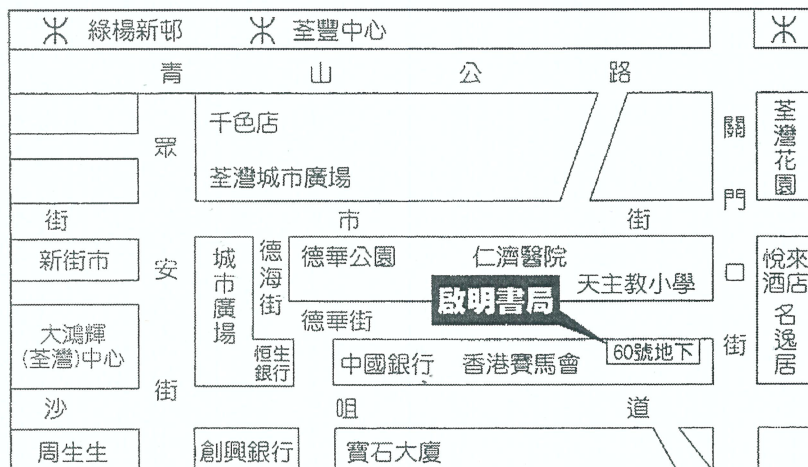 綠楊新邨
荃豐中心
青山公路
千色店
荃灣城市廣場
眾安街
關門口街
荃灣花園
街市街
新街市
城市廣場
德海街
德華公園
仁濟醫院
天主教小學
悅來酒店
名逸居
啟明書局
德華街
大鴻輝
(荃灣)中心
恒生
銀行
中國銀行
香港賽馬會
60號地下
沙咀道
周生生
創興銀行
寶石大廈